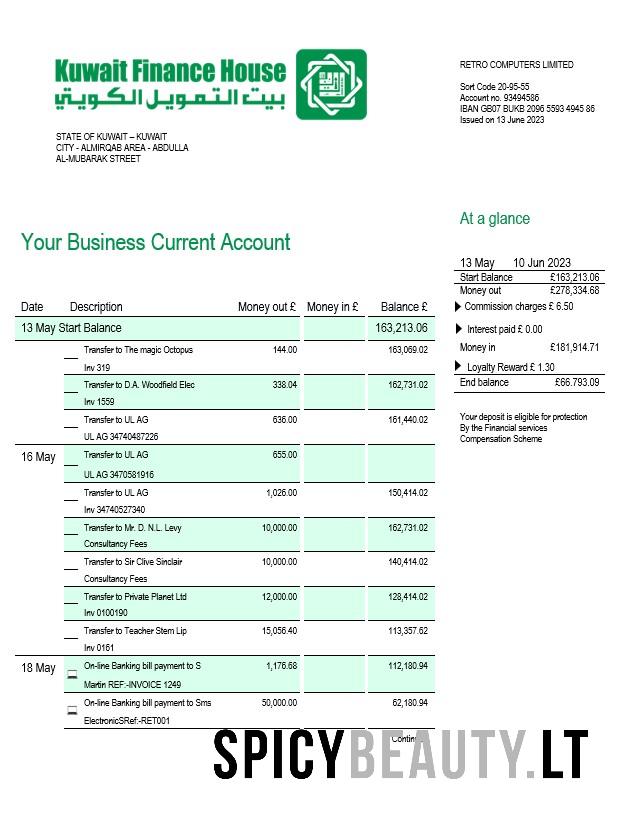 Kuwait Finance House
بيت التمويل الكويتي
STATE OF KUWAIT – KUWAIT
CITY - ALMIRQAB AREA - ABDULLA
AL-MUBARAK STREET
RETRO COMPUTERS LIMITED
Sort Code 20-95-55
Account no. 93494586
IBAN GB07 BUKB 2096 5593 4945 86
Issued on 13 June 2023
Your Business Current Account
Date Description Money out £ Money in £ Balance £
13 May Start Balance 163,213.06
Transfer to The magic Octopus 144.00 163,069.02
Inv 319
Transfer to D.A. Woodfield Elec 338.04 162,731.02
Inv 1559
Transfer to UL AG 636.00 161,440.02
UL AG 34740487226
16 May Transfer to UL AG 655.00
UL AG 3470581916
Transfer to UL AG 1,026.00 150,414.02
Inv 34740527340
Transfer to Mr. D. N.L. Levy 10,000.00 162,731.02
Consultancy Fees
Transfer to Sir Clive Sinclair 10,000.00 140,414.02
Consultancy Fees
Transfer to Private Planet Ltd 12,000.00 128,414.02
Inv 0100190
Transfer to Teacher Stem Lip 15,056.40 113,357.62
Inv 0161
18 May On-line Banking bill payment to S 1,176.68 112,180.94
Martin REF:-INVOICE 1249
On-line Banking bill payment to Sms 50,000.00 62,180.94
ElectronicSRef:-RET001
At a glance
13 May 10 Jun 2023
Start Balance £163,213.06
Money out £278,334.68
Commission charges £ 6.50
Interest paid £ 0.00
Money in £181,914.71
Loyalty Reward £ 1.30
End balance £66.793.09
Your deposit is eligible for protection
By the Financial services
Compensation Scheme
SPICYBEAUTY.LT